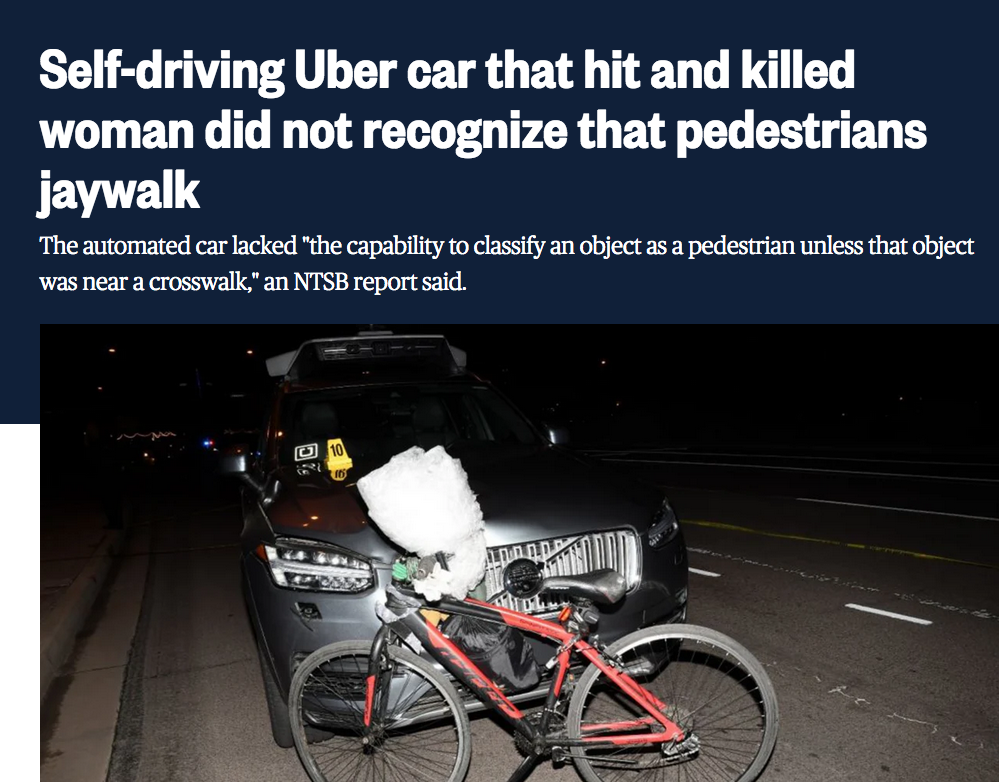 Self-driving Uber car that hit and killed
woman did not recognize that pedestrians
jaywalk
The automated car lacked "the capability to classify an object as a pedestrian unless that object
was near a crosswalk," an NTSB report said.
10